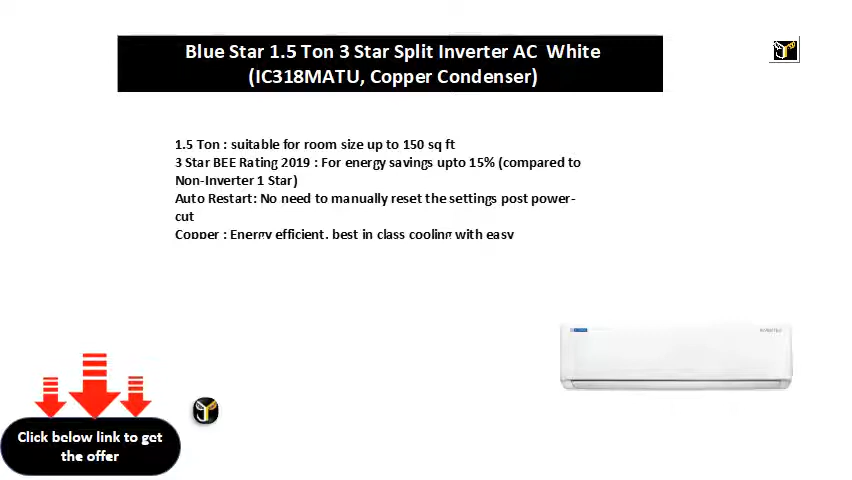 Blue Star 1.5 Ton 3 Star Split Inverter AC White
(IC318MATU, Copper Condenser)
1.5 Ton : suitable for room size up to 150 sq ft
3 Star BEE Rating 2019 : For energy savings upto 15% (compared to
Non-Inverter 1 Star)
Auto Restart: No need to manually reset the settings post power-
cut
Copper : Energy efficient, best in class cooling with easy
Click below link to get
the offer